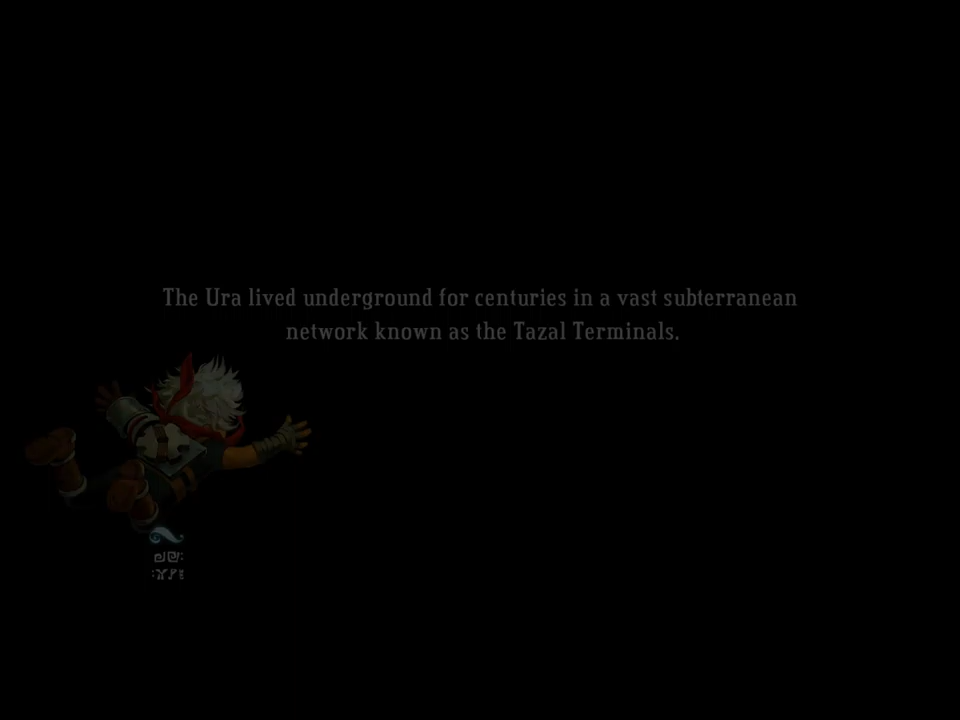 The Ura lived underground for centuries in a vast subterranean
network known as the Tazal Terminals.